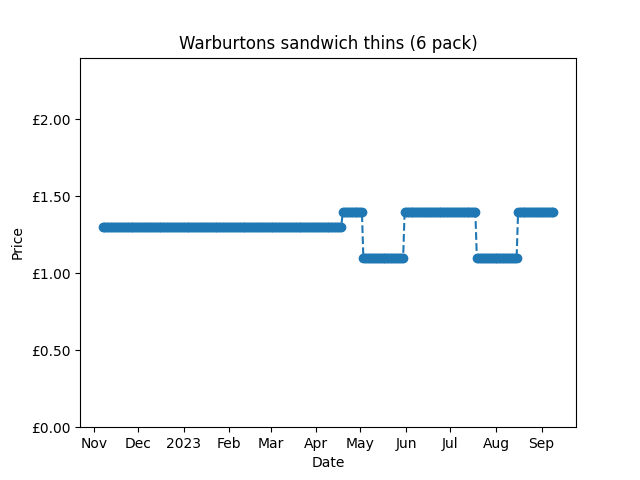 Warburtons sandwich thins (6 pack)
£2.00
£1.50
£1.00
£0.50
£0.00
Price
Nov Dec 2023 Feb Mar Apr May Jun Jul Aug Sep
Date